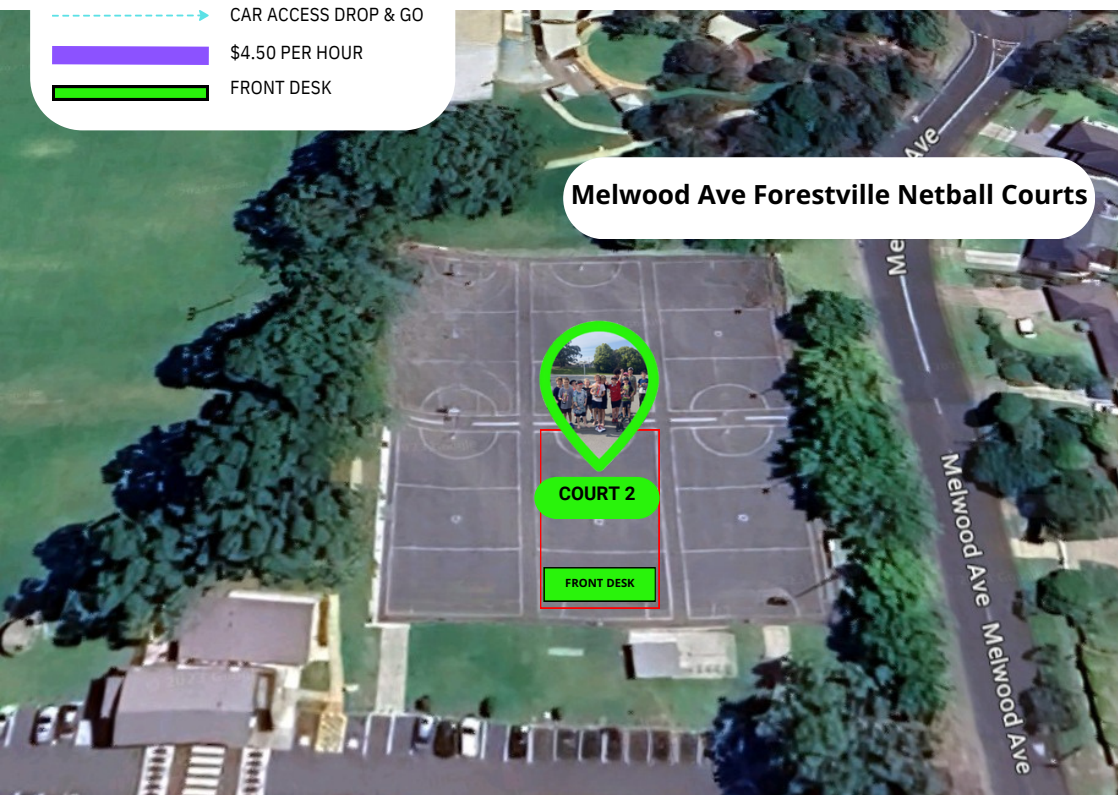 CAR ACCESS DROP & GO
$4.50 PER HOUR
FRONT DESK
Ave
Melwood Ave Forestville Netball Courts
Me
COURT 2
FRONT DESK
Melwood Ave
Melwood Ave